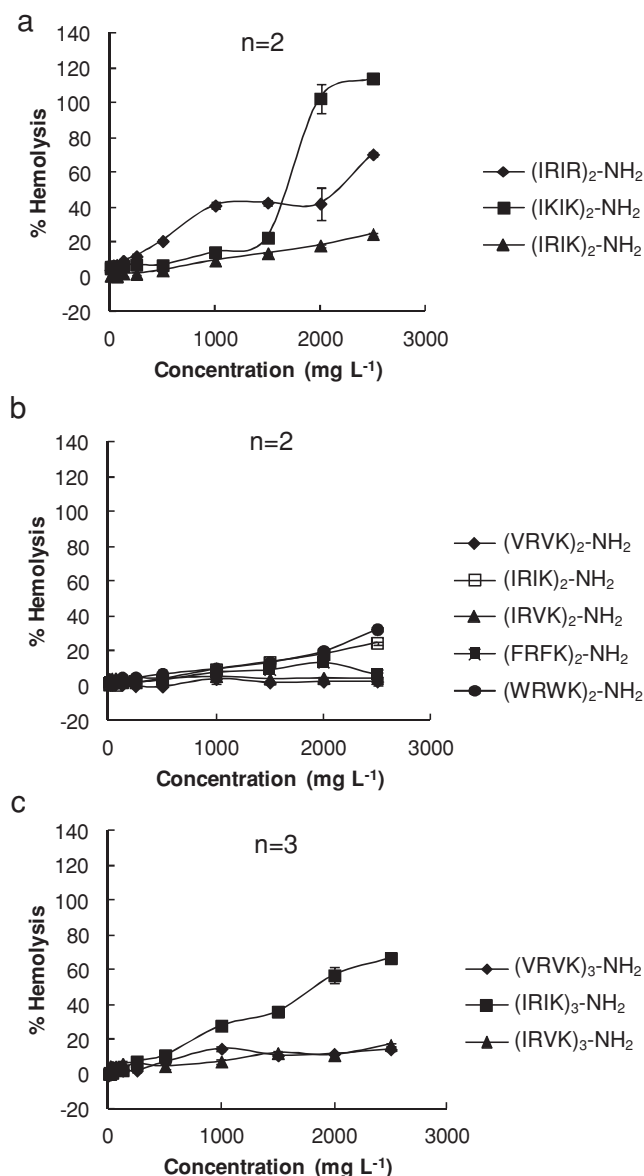 a
n=2
140
120
100
80
60
40
20
0
-20
% Hemolysis
0 1000 2000 3000
Concentration (mg L⁻¹)
(IRIR)₂-NH₂
(IKIK)₂-NH₂
(IRIK)₂-NH₂
b
n=2
140
120
100
80
60
40
20
0
-20
% Hemolysis
0 1000 2000 3000
Concentration (mg L⁻¹)
(VRVK)₂-NH₂
(IRIK)₂-NH₂
(IRVK)₂-NH₂
(FRFK)₂-NH₂
(WRWK)₂-NH₂
c
n=3
140
120
100
80
60
40
20
0
-20
% Hemolysis
0 1000 2000 3000
Concentration (mg L⁻¹)
(VRVK)₃-NH₂
(IRIK)₃-NH₂
(IRVK)₃-NH₂